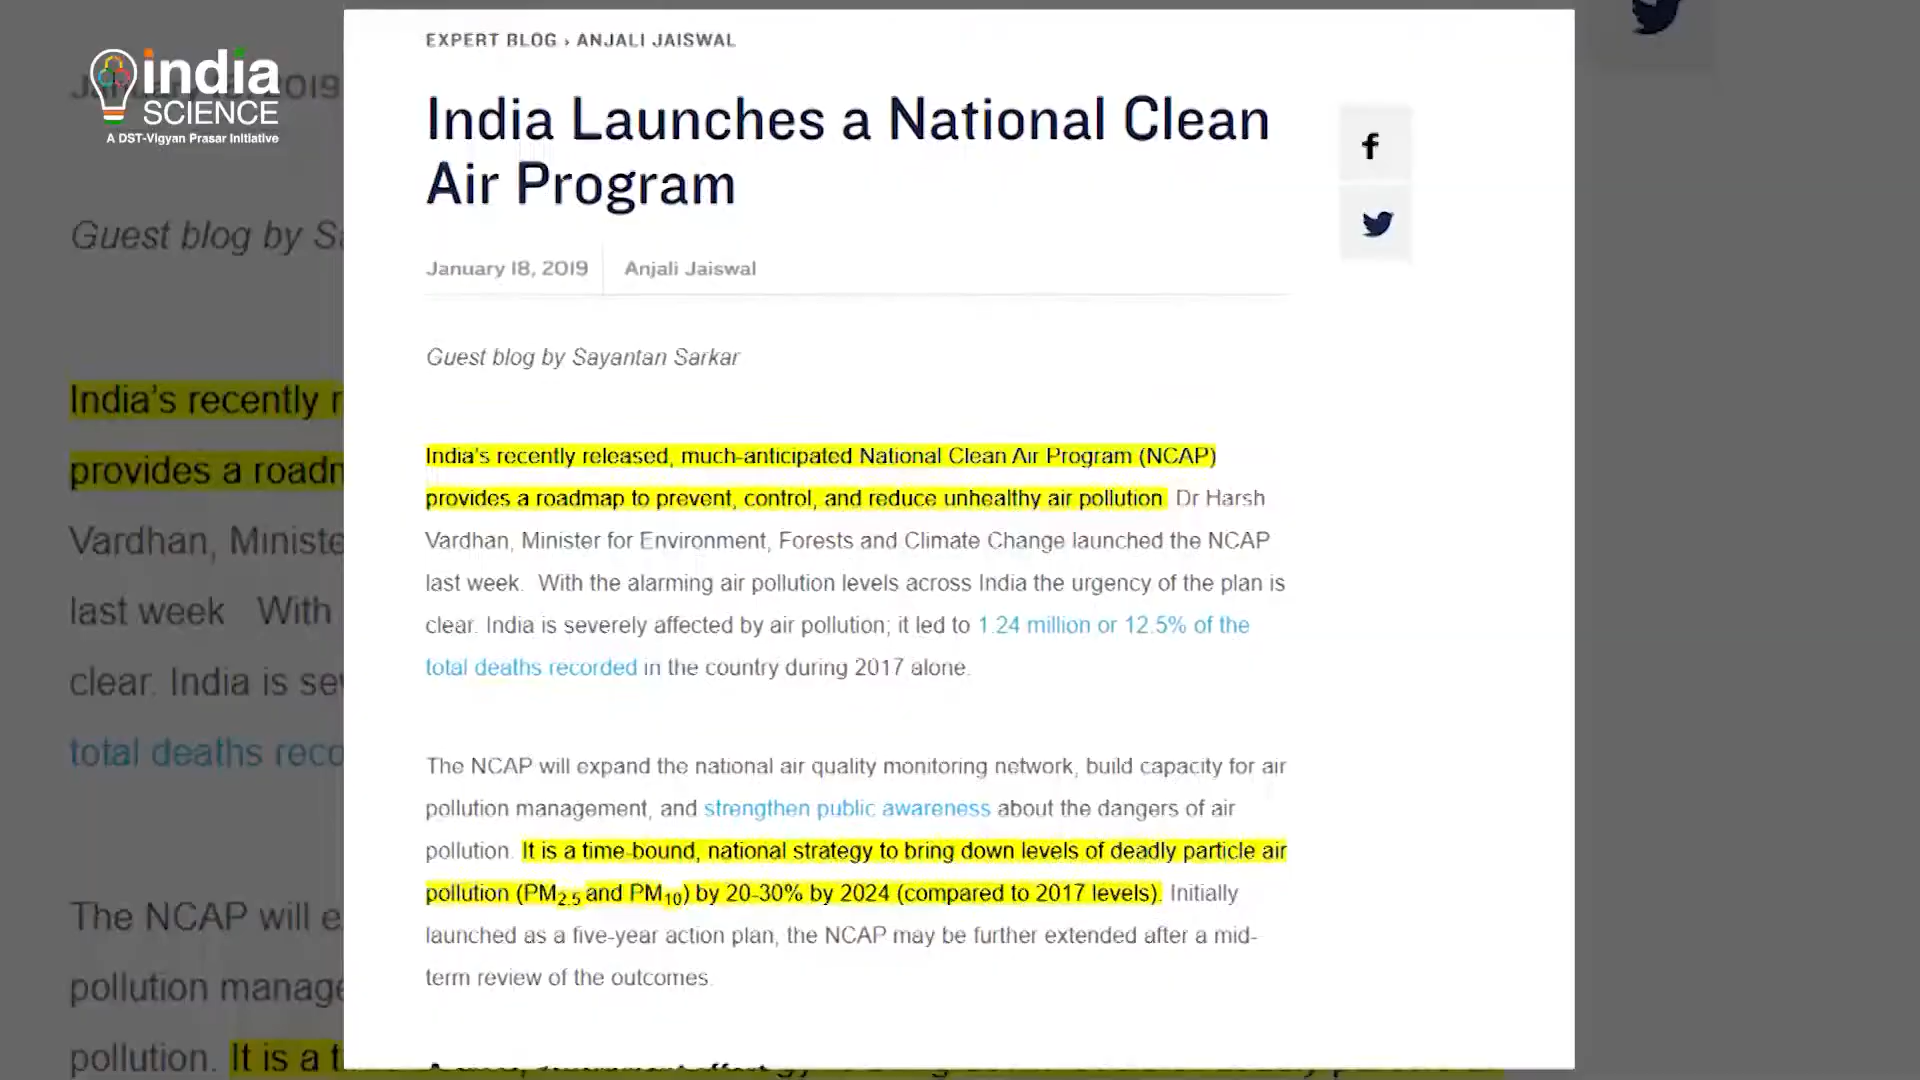 india
SCIENCE
A DST-Vigyan Prasar Initiative
EXPERT BLOG › ANJALI JAISWAL
India Launches a National Clean
Air Program
January 18, 2019
Anjali Jaiswal
Guest blog by Sayantan Sarkar
India's recently released, much-anticipated National Clean Air Program (NCAP)
provides a roadmap to prevent, control, and reduce unhealthy air pollution. Dr Harsh
Vardhan, Minister for Environment, Forests and Climate Change launched the NCAP
last week. With the alarming air pollution levels across India the urgency of the plan is
clear. India is severely affected by air pollution; it led to 1.24 million or 12.5% of the
total deaths recorded in the country during 2017 alone.
The NCAP will expand the national air quality monitoring network, build capacity for air
pollution management, and strengthen public awareness about the dangers of air
pollution. It is a time-bound, national strategy to bring down levels of deadly particle air
pollution (PM2.5 and PM10) by 20-30% by 2024 (compared to 2017 levels). Initially
launched as a five-year action plan, the NCAP may be further extended after a mid-
term review of the outcomes.
2019
Guest blog by
India's recently
provides a
Vardhan,
last week With
clear. India is
total deaths
The NCAP will
pollution
pollution. It is a